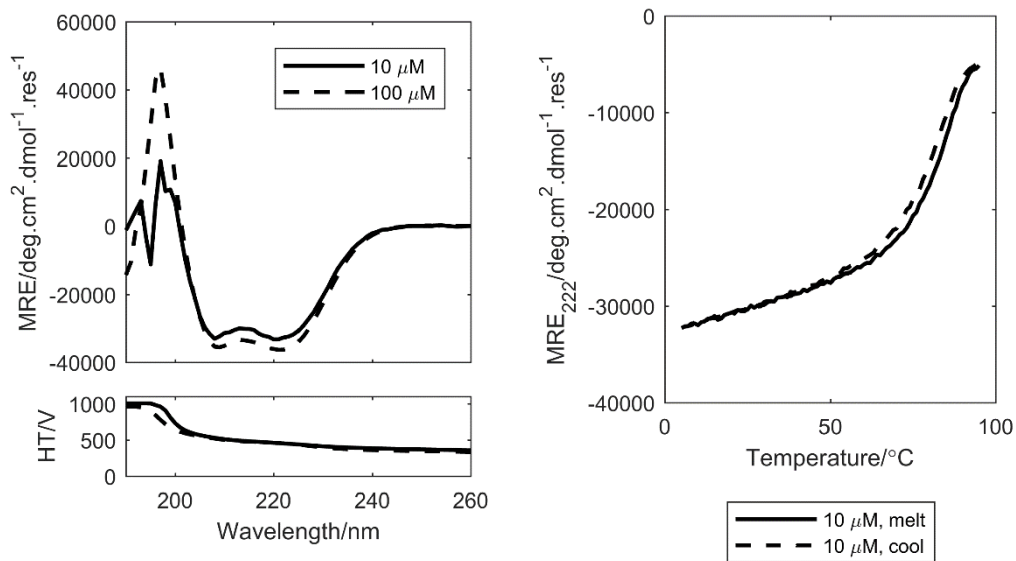 60000
40000
20000
0
-20000
-40000
MRE/deg.cm².dmol⁻¹.res⁻¹
10 μM
100 μM
1000
500
0
HT/V
200
220
240
260
Wavelength/nm
0
-10000
-20000
-30000
-40000
MRE₂₂₂/deg.cm².dmol⁻¹.res⁻¹
0
50
100
Temperature/°C
10 μM, melt
10 μM, cool